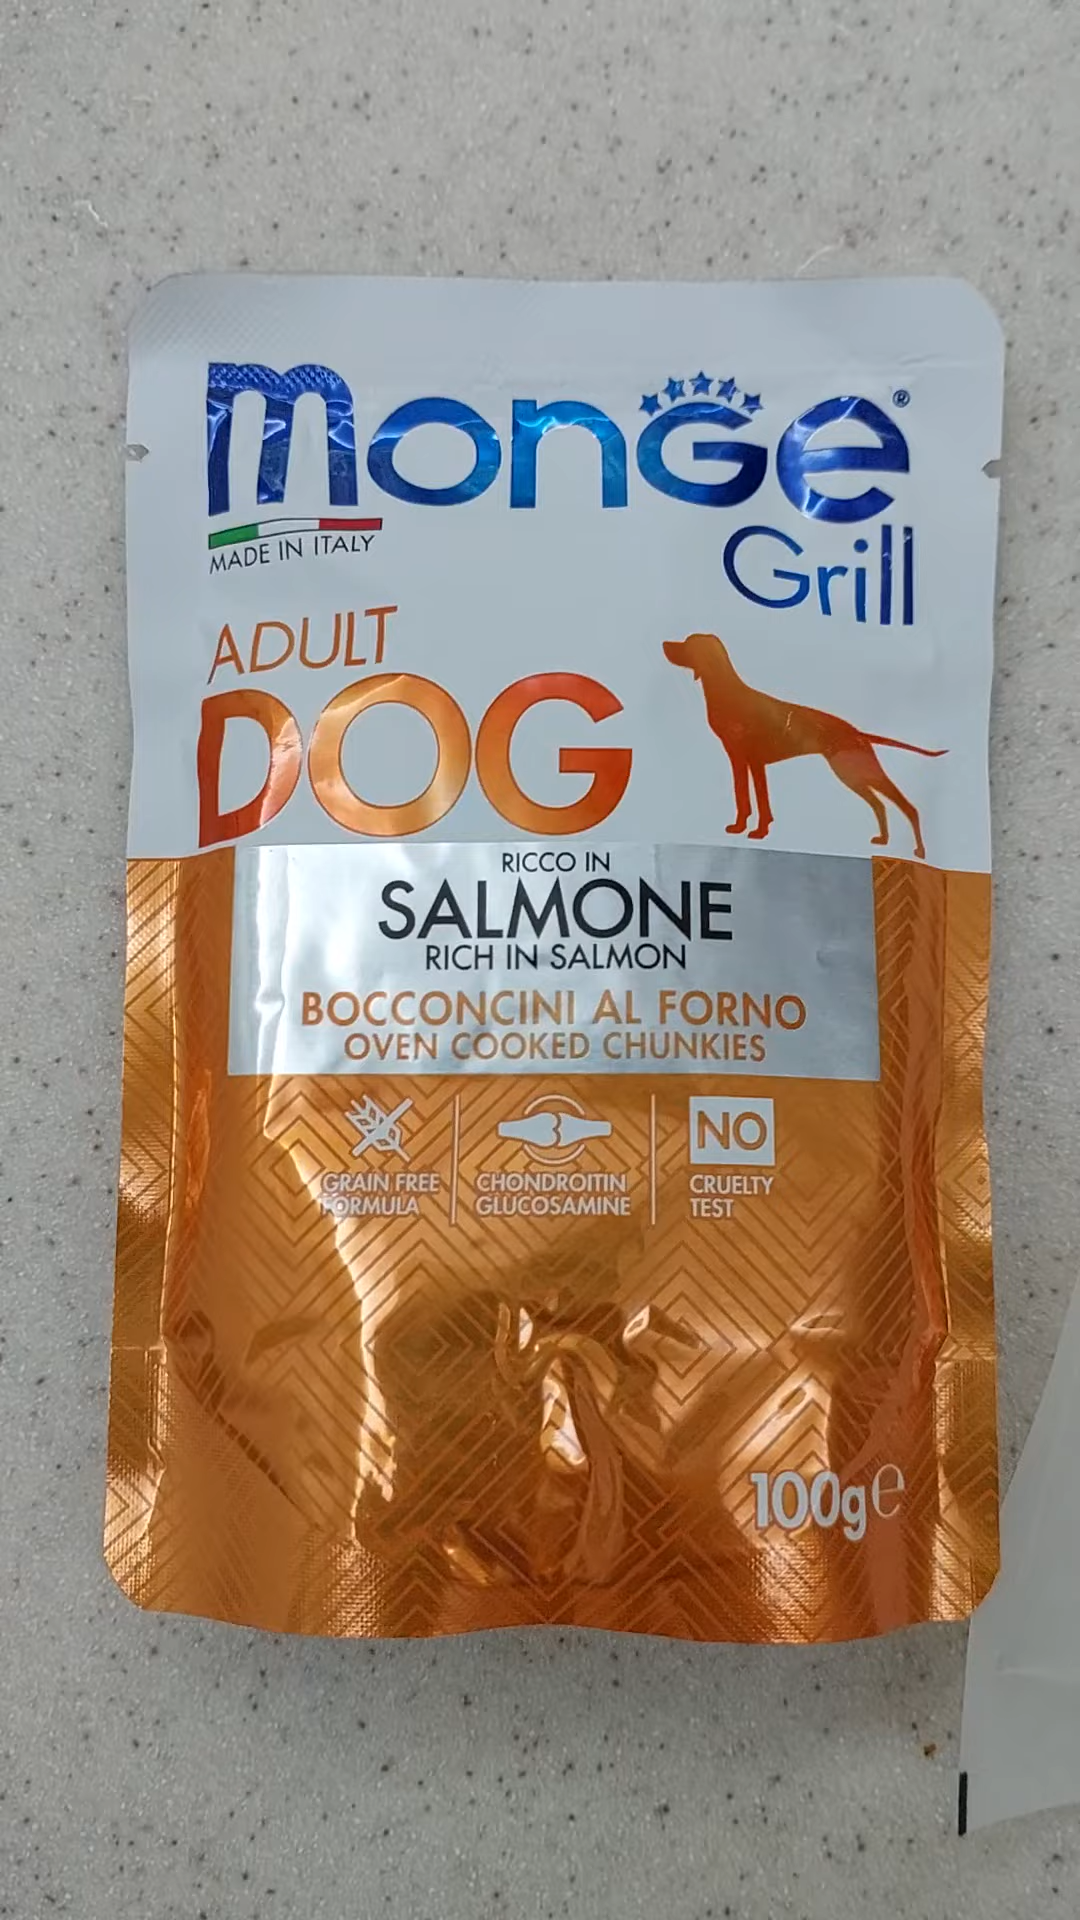 monge®
MADE IN ITALY
Grill
ADULT
DOG
RICCO IN
SALMONE
RICH IN SALMON
BOCCONCINI AL FORNO
OVEN COOKED CHUNKIES
GRAIN FREE
FORMULA
CHONDROITIN
GLUCOSAMINE
NO
CRUELTY
TEST
100g℮